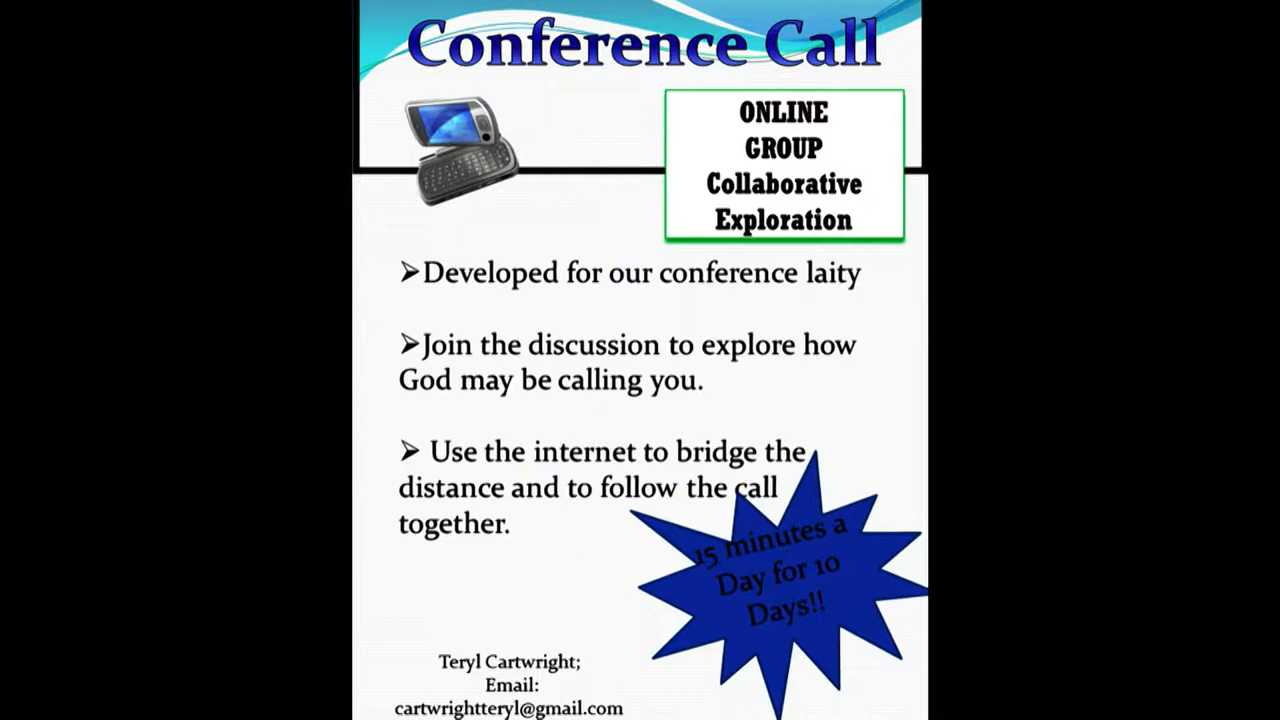 Conference Call
ONLINE
GROUP
Collaborative
Exploration
➢Developed for our conference laity
➢Join the discussion to explore how
God may be calling you.
➢ Use the internet to bridge the
distance and to follow the call
together.
15 minutes a
Day for 10
Days!!
Teryl Cartwright;
Email:
cartwrightteryl@gmail.com